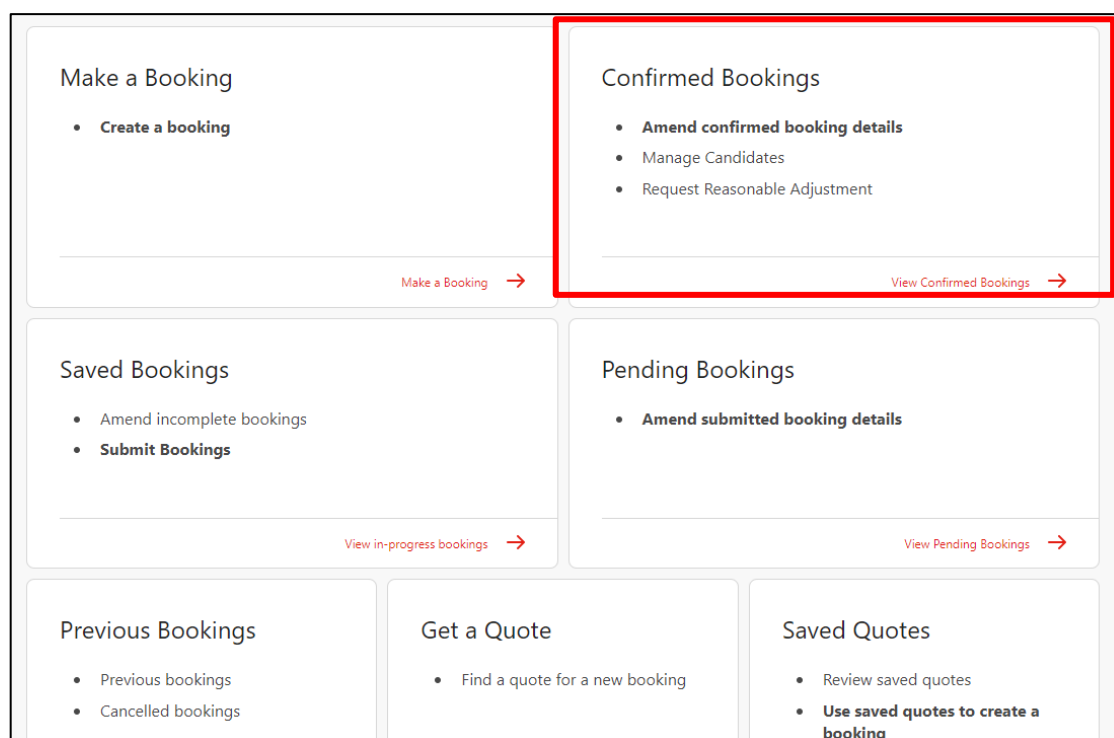 Make a Booking
Create a booking
Make a Booking
Confirmed Bookings
Amend confirmed booking details
Manage Candidates
Request Reasonable Adjustment
View Confirmed Bookings
Saved Bookings
Amend incomplete bookings
Submit Bookings
View in-progress bookings
Pending Bookings
Amend submitted booking details
View Pending Bookings
Previous Bookings
Previous bookings
Cancelled bookings
Get a Quote
Find a quote for a new booking
Saved Quotes
Review saved quotes
Use saved quotes to create a
booking